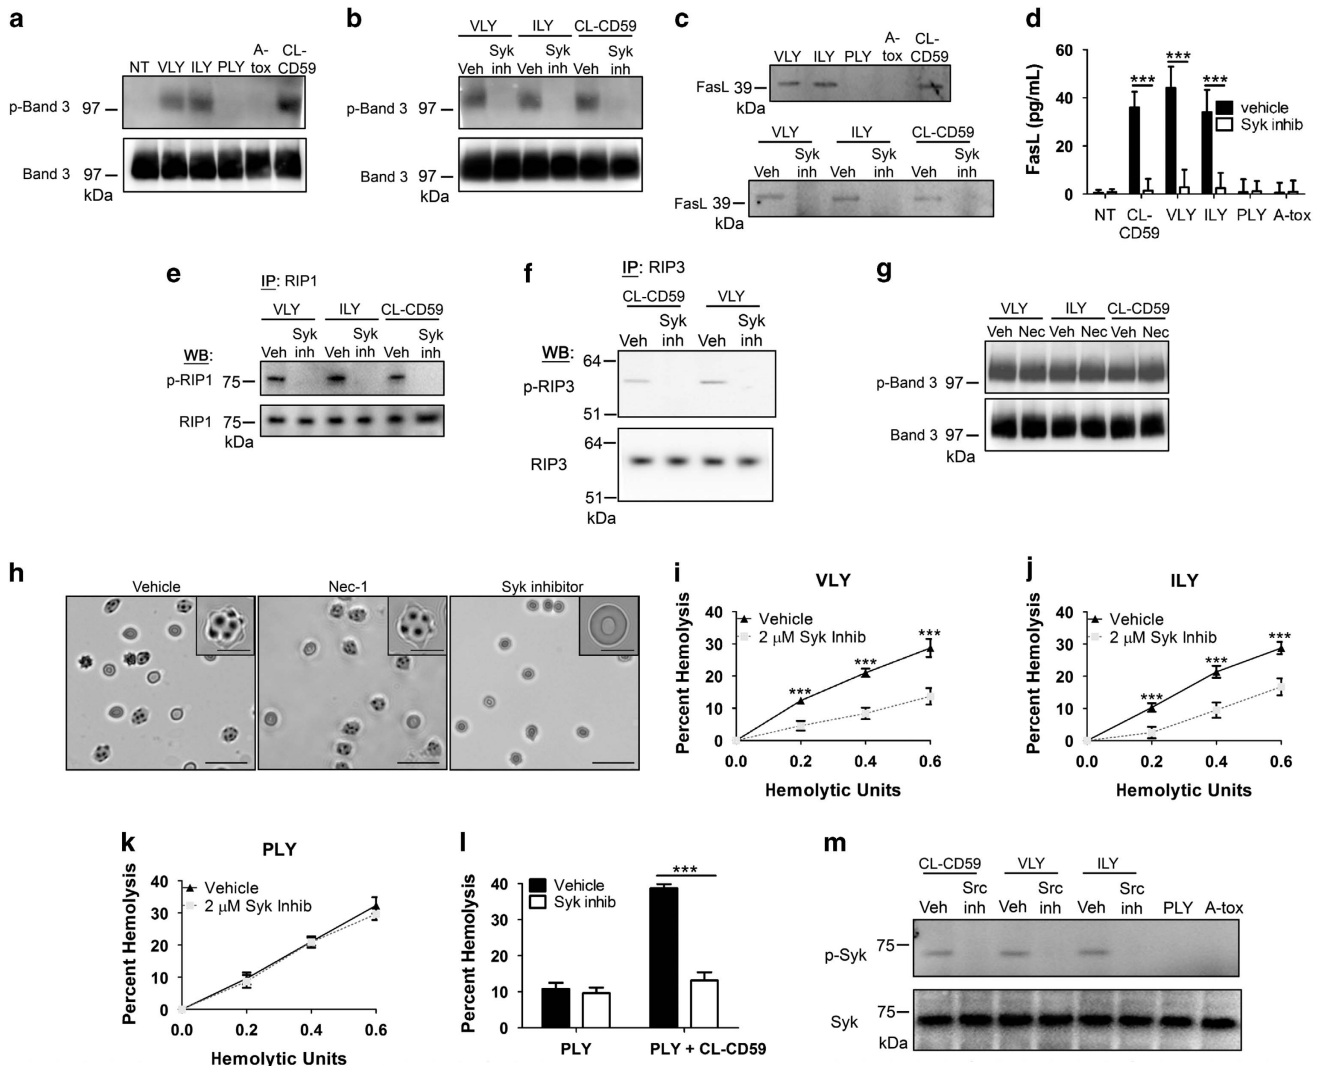 a
NT VLY ILY PLY A-tox CL-CD59
p-Band 3 97
Band 3 97
kDa
b
VLY ILY CL-CD59
Veh Syk inh Veh Syk inh Veh Syk inh
p-Band 3 97
Band 3 97
kDa
c
VLY ILY PLY A-tox CL-CD59
FasL 39
kDa
VLY ILY CL-CD59
Veh Syk inh Veh Syk inh Veh Syk inh
FasL 39
kDa
d
FasL (pg/mL)
60
40
20
0
*** *** ***
vehicle
Syk inhib
NT CL-CD59 VLY ILY PLY A-tox
e
IP: RIP1
VLY ILY CL-CD59
Veh Syk inh Veh Syk inh Veh Syk inh
WB:
p-RIP1 75
RIP1 75
kDa
f
IP: RIP3
CL-CD59 VLY
Veh Syk inh Veh Syk inh
WB:
64
p-RIP3
51
64
RIP3
51
kDa
g
VLY ILY CL-CD59
Veh Nec Veh Nec Veh Nec
p-Band 3 97
Band 3 97
kDa
h
Vehicle Nec-1 Syk inhibitor
i
VLY
Percent Hemolysis
40
30
20
10
0
Vehicle
2 μM Syk Inhib
*** *** ***
0.0 0.2 0.4 0.6
Hemolytic Units
j
ILY
Percent Hemolysis
40
30
20
10
0
Vehicle
2 μM Syk Inhib
*** *** ***
0.0 0.2 0.4 0.6
Hemolytic Units
k
PLY
Percent Hemolysis
40
30
20
10
0
Vehicle
2 μM Syk Inhib
0.0 0.2 0.4 0.6
Hemolytic Units
l
Percent Hemolysis
40
30
20
10
0
Vehicle
Syk inhib
***
PLY PLY + CL-CD59
m
CL-CD59 VLY ILY
Veh Src inh Veh Src inh Veh Src inh PLY A-tox
p-Syk 75
Syk 75
kDa